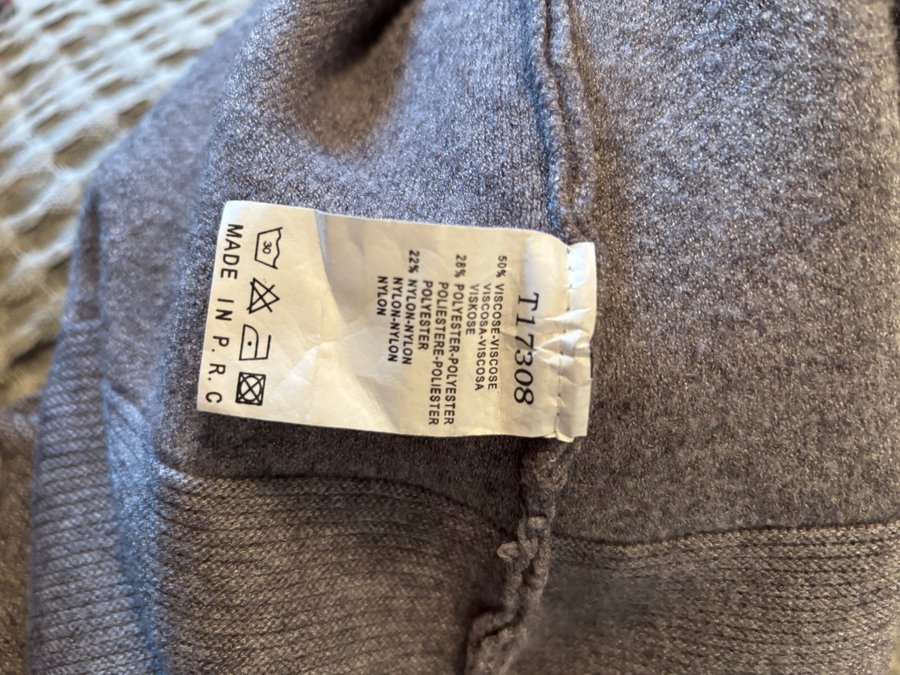 T17308
50% VISCOSE-VISCOSE
VISCOSA-VISCOSA
VISKOSE
28% POLYESTER-POLYESTER
POLIESTERE-POLIESTER
POLYESTER
22% NYLON-NYLON
NYLON-NYLON
NYLON
30
MADE IN P.R.C